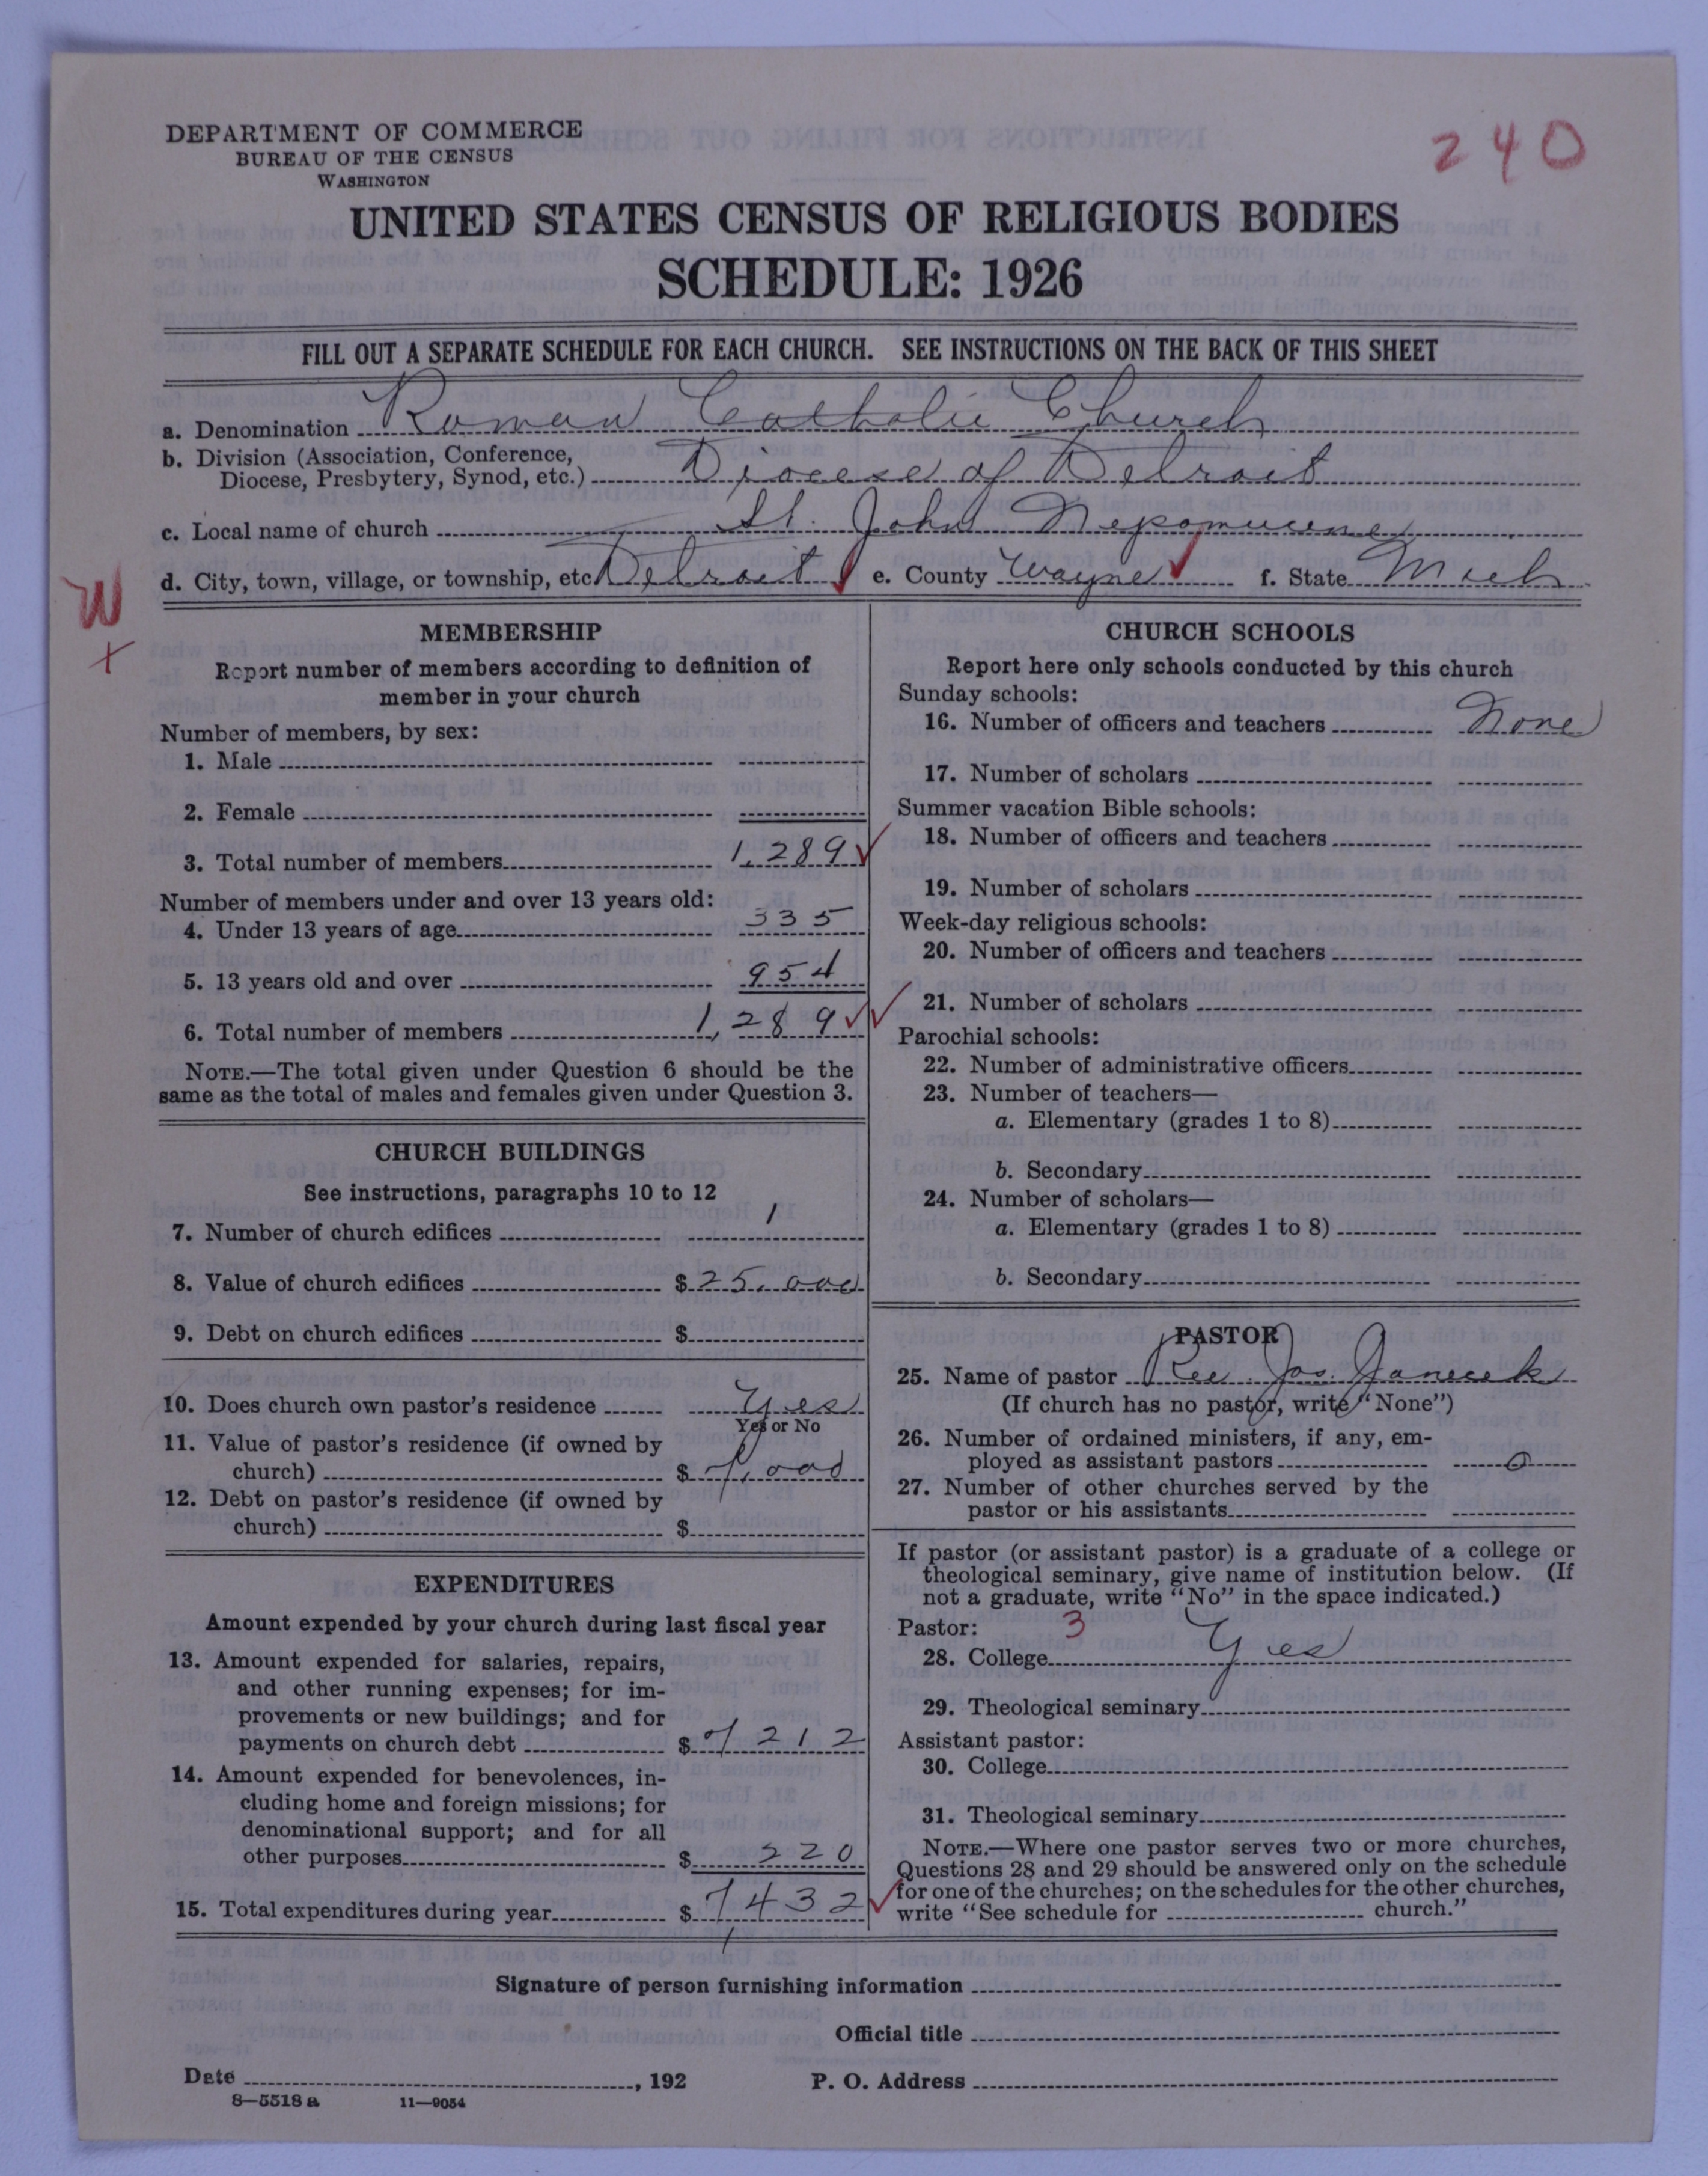 DEPARTMENT OF COMMERCE
BUREAU OF THE CENSUS
WASHINGTON
240
UNITED STATES CENSUS OF RELIGIOUS BODIES
SCHEDULE: 1926
FILL OUT A SEPARATE SCHEDULE FOR EACH CHURCH. SEE INSTRUCTIONS ON THE BACK OF THIS SHEET
a. Denomination Roman Catholic Church
b. Division (Association, Conference,
Diocese, Presbytery, Synod, etc.) Diocese of Detroit
c. Local name of church St. John Nepomucene
d. City, town, village, or township, etc. Detroit e. County Wayne f. State Mich
W
x
MEMBERSHIP
Report number of members according to definition of
member in your church
Number of members, by sex:
1. Male
2. Female
3. Total number of members 1,289
Number of members under and over 13 years old:
4. Under 13 years of age 335
5. 13 years old and over 954
6. Total number of members 1,289
NOTE.—The total given under Question 6 should be the
same as the total of males and females given under Question 3.
CHURCH BUILDINGS
See instructions, paragraphs 10 to 12
7. Number of church edifices 1
8. Value of church edifices $ 25,000
9. Debt on church edifices $
10. Does church own pastor's residence Yes
Yes or No
11. Value of pastor's residence (if owned by
church) $ 7,000
12. Debt on pastor's residence (if owned by
church) $
EXPENDITURES
Amount expended by your church during last fiscal year
13. Amount expended for salaries, repairs,
and other running expenses; for im-
provements or new buildings; and for
payments on church debt $ 7212
14. Amount expended for benevolences, in-
cluding home and foreign missions; for
denominational support; and for all
other purposes $ 220
15. Total expenditures during year $ 7432
CHURCH SCHOOLS
Report here only schools conducted by this church
Sunday schools:
16. Number of officers and teachers None
17. Number of scholars
Summer vacation Bible schools:
18. Number of officers and teachers
19. Number of scholars
Week-day religious schools:
20. Number of officers and teachers
21. Number of scholars
Parochial schools:
22. Number of administrative officers
23. Number of teachers—
a. Elementary (grades 1 to 8)
b. Secondary
24. Number of scholars—
a. Elementary (grades 1 to 8)
b. Secondary
PASTOR
25. Name of pastor Rev. Jos. Janecek
(If church has no pastor, write "None")
26. Number of ordained ministers, if any, em-
ployed as assistant pastors 0
27. Number of other churches served by the
pastor or his assistants
If pastor (or assistant pastor) is a graduate of a college or
theological seminary, give name of institution below. (If
not a graduate, write "No" in the space indicated.)
Pastor: 3
28. College Yes
29. Theological seminary
Assistant pastor:
30. College
31. Theological seminary
NOTE.—Where one pastor serves two or more churches,
Questions 28 and 29 should be answered only on the schedule
for one of the churches; on the schedules for the other churches,
write "See schedule for church."
Signature of person furnishing information
Official title
Date , 192 P. O. Address
8—5518 a 11—9054